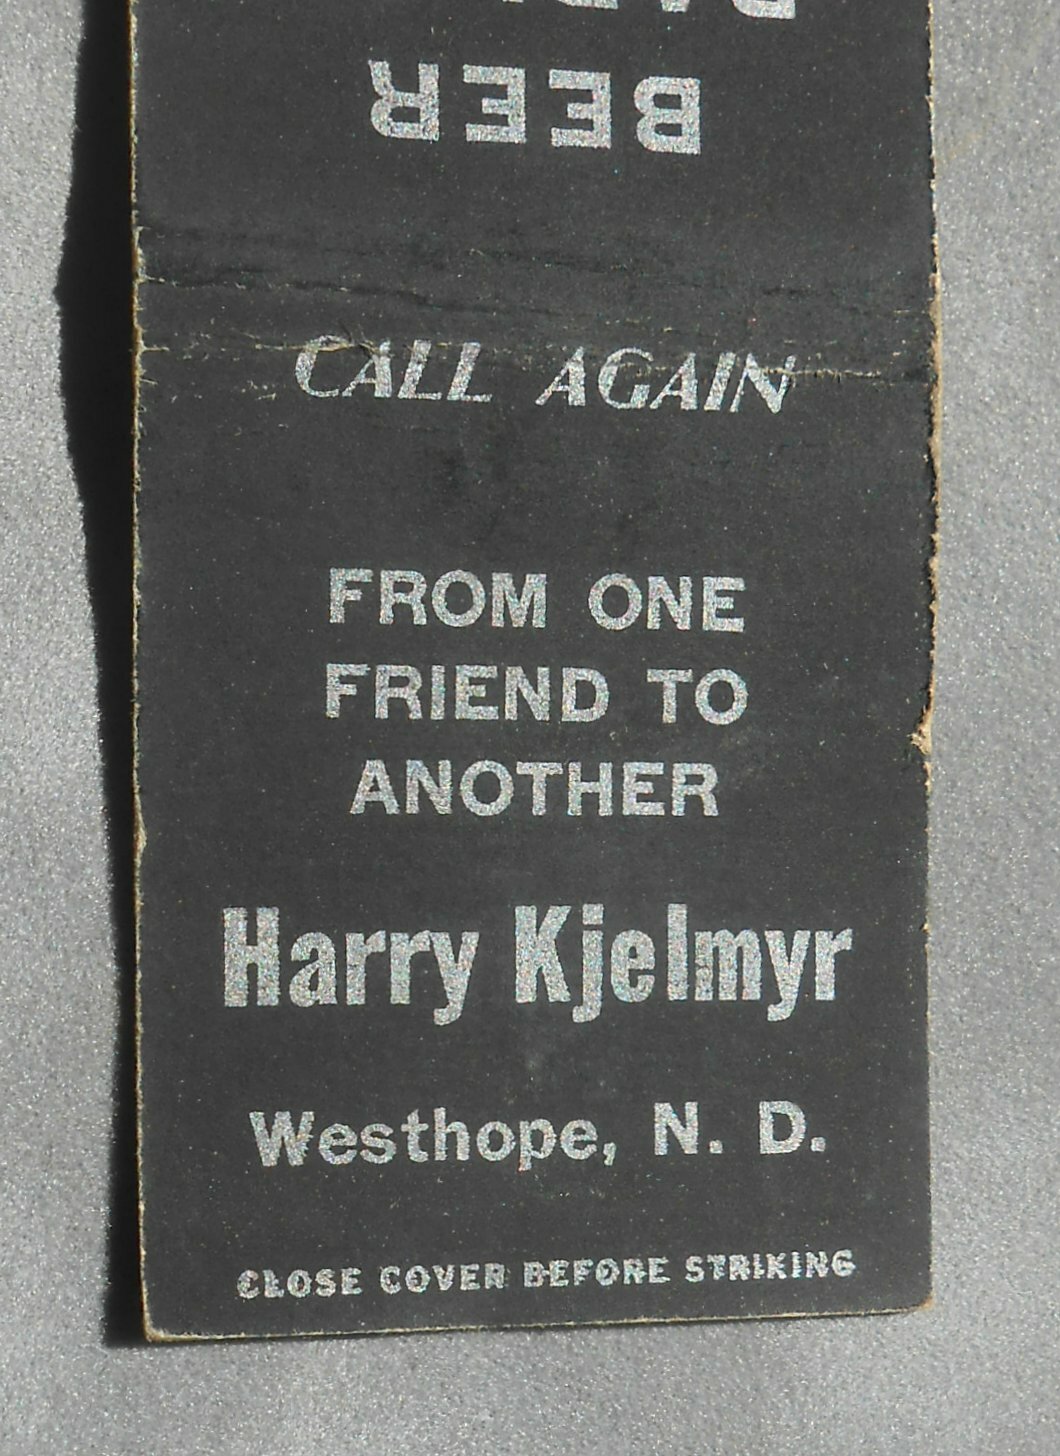 BEER
CALL AGAIN
FROM ONE
FRIEND TO
ANOTHER
Harry Kjelmyr
Westhope, N. D.
CLOSE COVER BEFORE STRIKING